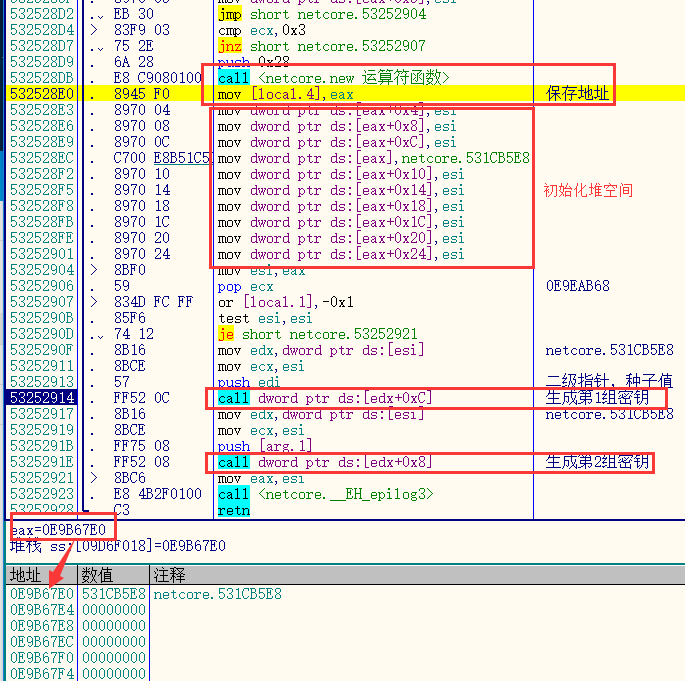 532528D2 . EB 30 jmp short netcore.53252904
532528D4 > 83F9 03 cmp ecx,0x3
532528D7 . 75 2E jnz short netcore.53252907
532528D9 . 6A 28 push 0x28
532528DB . E8 C9080100 call <netcore.new 运算符函数>
532528E0 . 8945 F0 mov [local.4],eax 保存地址
532528E3 . 8970 04 mov dword ptr ds:[eax+0x4],esi
532528E6 . 8970 08 mov dword ptr ds:[eax+0x8],esi
532528E9 . 8970 0C mov dword ptr ds:[eax+0xC],esi
532528EC . C700 E8B51C5 mov dword ptr ds:[eax],netcore.531CB5E8
532528F2 . 8970 10 mov dword ptr ds:[eax+0x10],esi
532528F5 . 8970 14 mov dword ptr ds:[eax+0x14],esi 初始化堆空间
532528F8 . 8970 18 mov dword ptr ds:[eax+0x18],esi
532528FB . 8970 1C mov dword ptr ds:[eax+0x1C],esi
532528FE . 8970 20 mov dword ptr ds:[eax+0x20],esi
53252901 . 8970 24 mov dword ptr ds:[eax+0x24],esi
53252904 > 8BF0 mov esi,eax
53252906 . 59 pop ecx 0E9EAB68
53252907 > 834D FC FF or [local.1],-0x1
5325290B . 85F6 test esi,esi
5325290D . 74 12 je short netcore.53252921
5325290F . 8B16 mov edx,dword ptr ds:[esi] netcore.531CB5E8
53252911 . 8BCE mov ecx,esi
53252913 . 57 push edi 二级指针, 种子值
53252914 . FF52 0C call dword ptr ds:[edx+0xC] 生成第1组密钥
53252917 . 8B16 mov edx,dword ptr ds:[esi] netcore.531CB5E8
53252919 . 8BCE mov ecx,esi
5325291B . FF75 08 push [arg.1]
5325291E . FF52 08 call dword ptr ds:[edx+0x8] 生成第2组密钥
53252921 > 8BC6 mov eax,esi
53252923 . E8 4B2F0100 call <netcore.__EH_epilog3>
53252928 . C3 retn
eax=0E9B67E0
堆栈 ss:[09D6F018]=0E9B67E0
地址 数值 注释
0E9B67E0 531CB5E8 netcore.531CB5E8
0E9B67E4 00000000
0E9B67E8 00000000
0E9B67EC 00000000
0E9B67F0 00000000
0E9B67F4 00000000